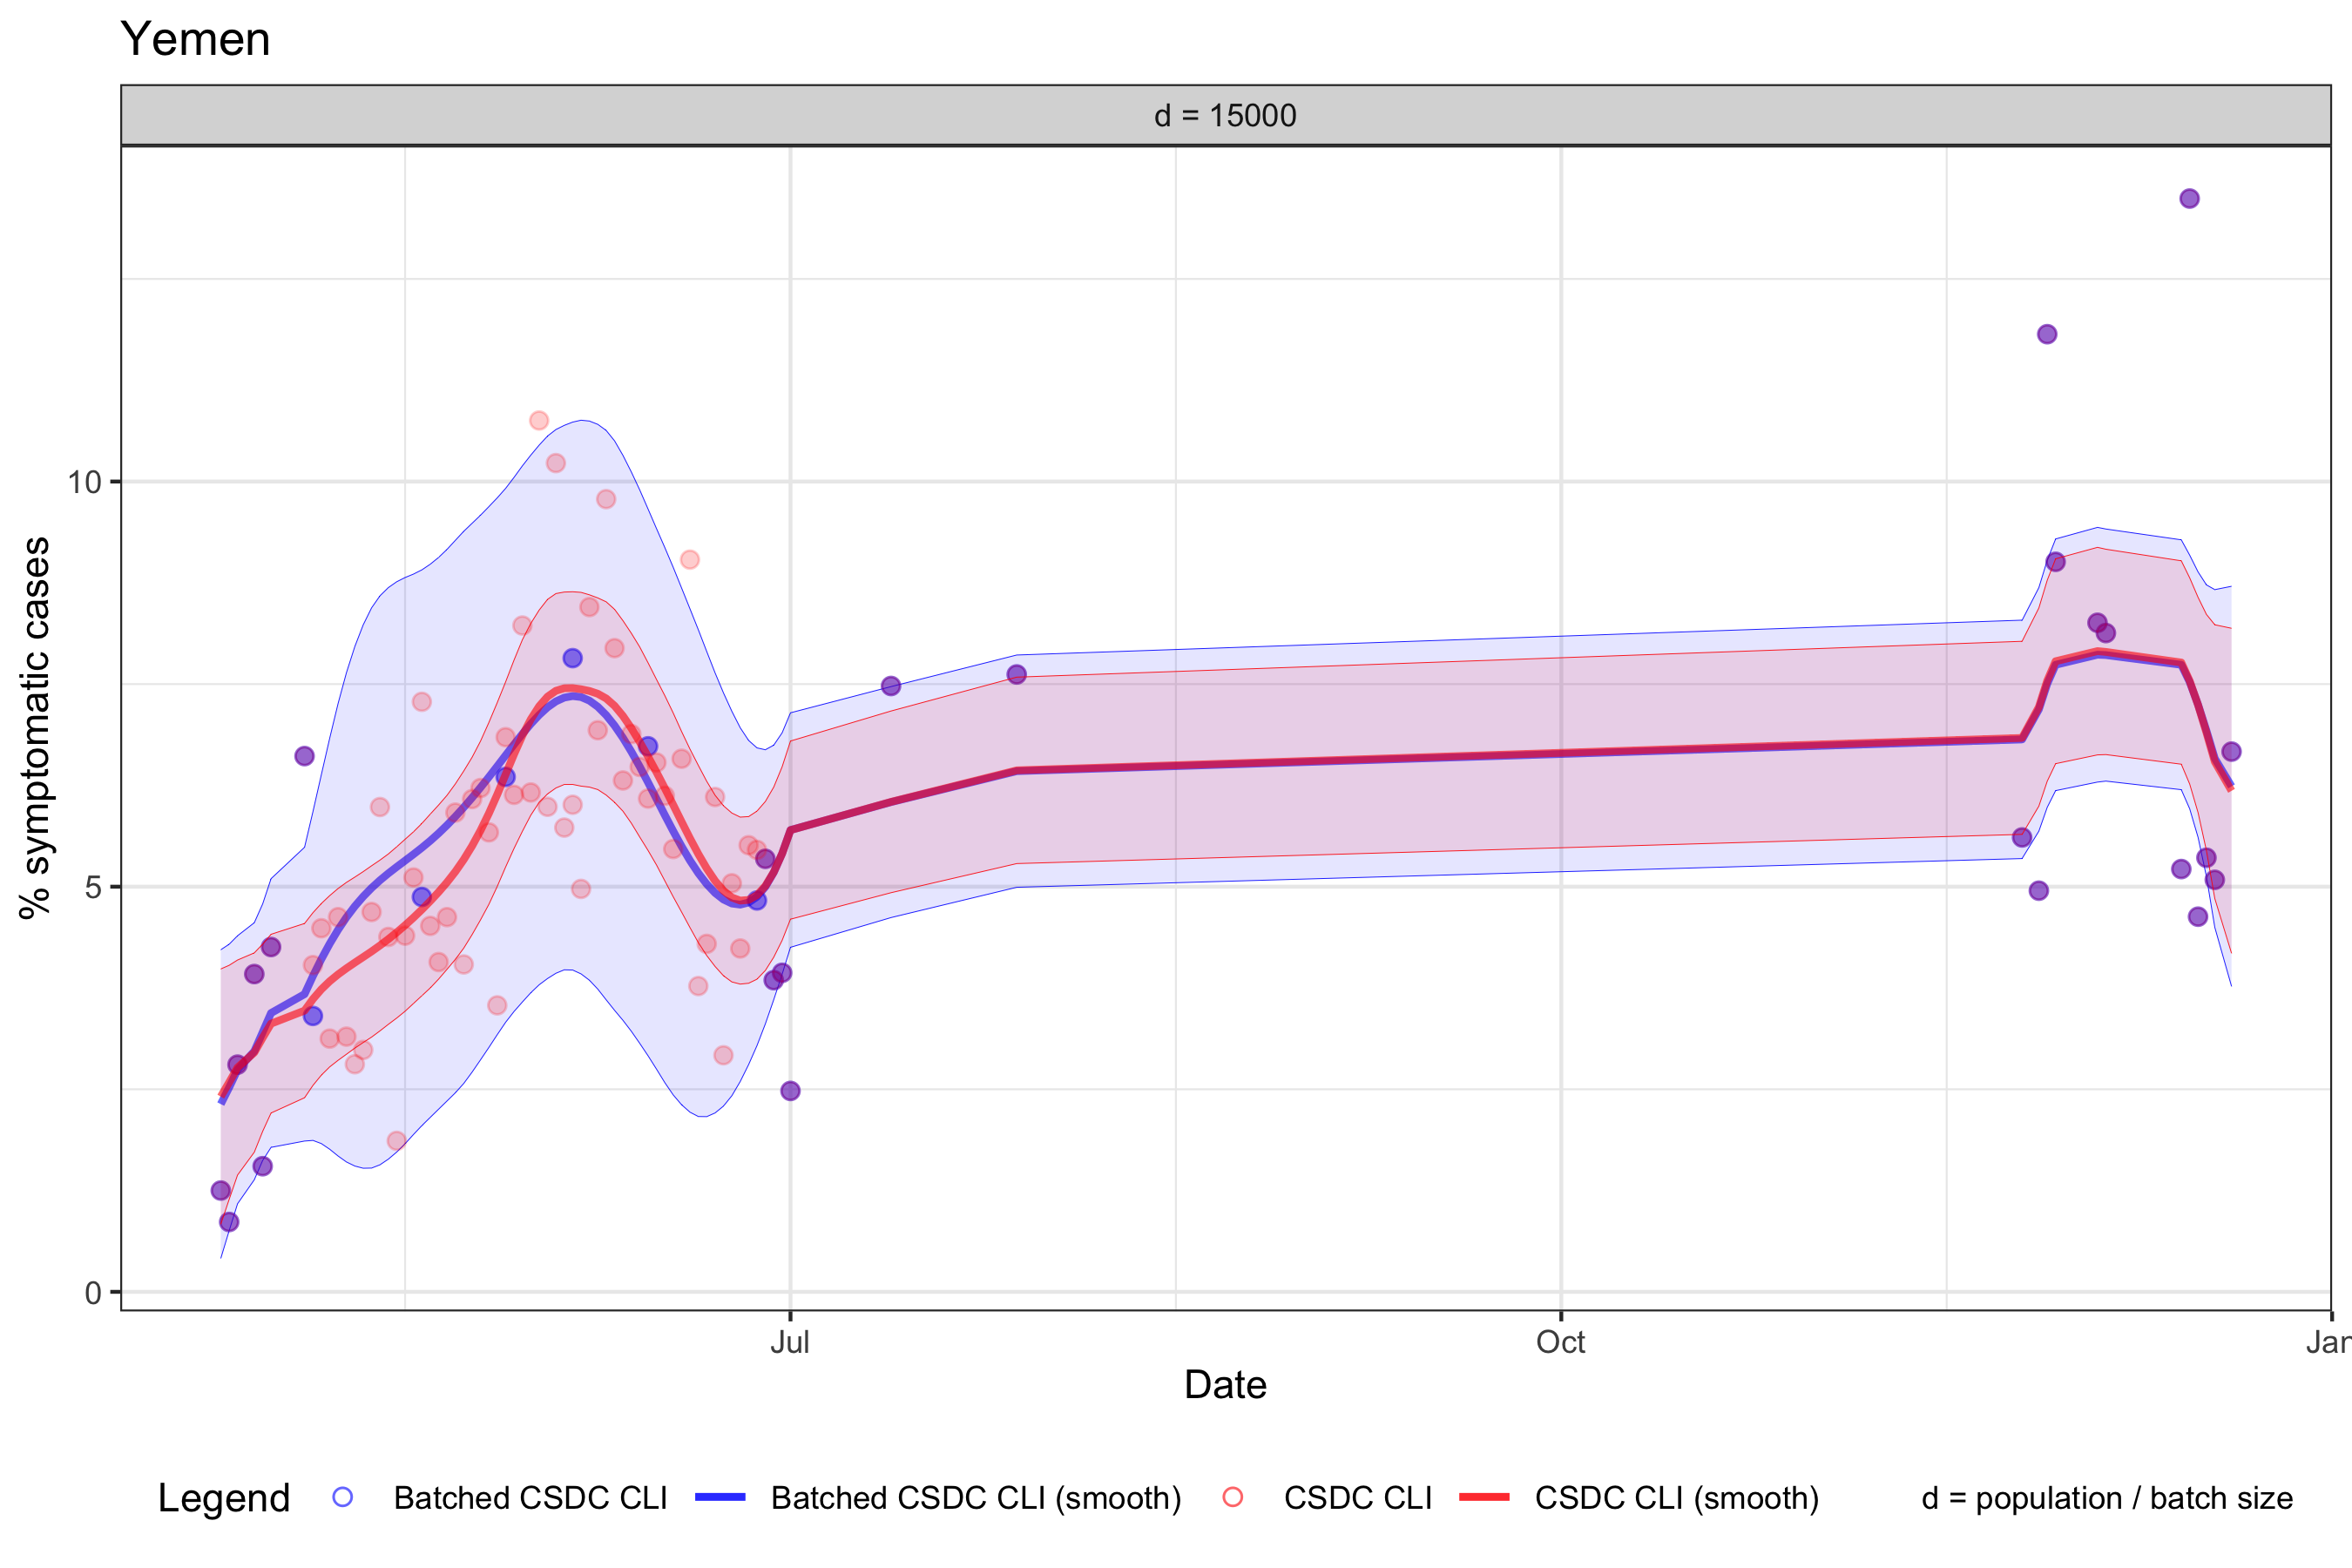 Yemen
d = 15000
% symptomatic cases
10
5
0
Jul
Oct
Jan
Date
Legend
Batched CSDC CLI
Batched CSDC CLI (smooth)
CSDC CLI
CSDC CLI (smooth)
d = population / batch size